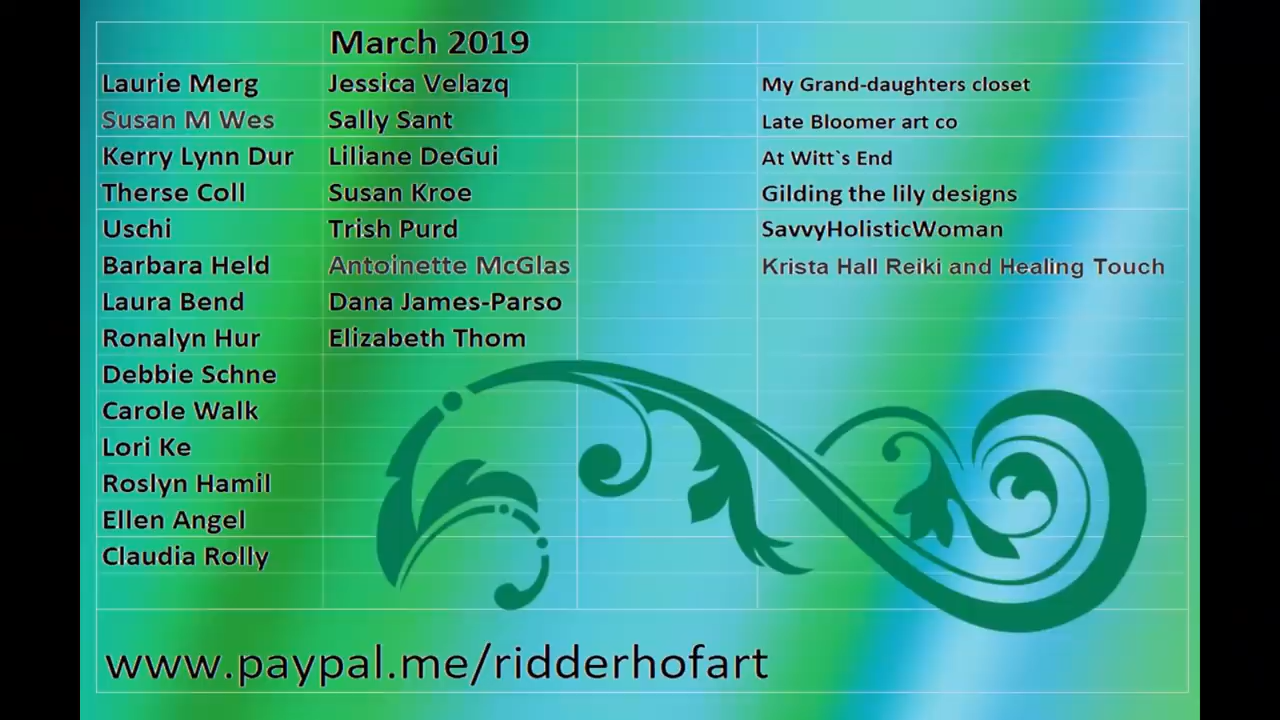 March 2019
Laurie Merg Jessica Velazq My Grand-daughters closet
Susan M Wes Sally Sant Late Bloomer art co
Kerry Lynn Dur Liliane DeGui At Witt`s End
Therse Coll Susan Kroe Gilding the lily designs
Uschi Trish Purd SavvyHolisticWoman
Barbara Held Antoinette McGlas Krista Hall Reiki and Healing Touch
Laura Bend Dana James-Parso
Ronalyn Hur Elizabeth Thom
Debbie Schne
Carole Walk
Lori Ke
Roslyn Hamil
Ellen Angel
Claudia Rolly
www.paypal.me/ridderhofart